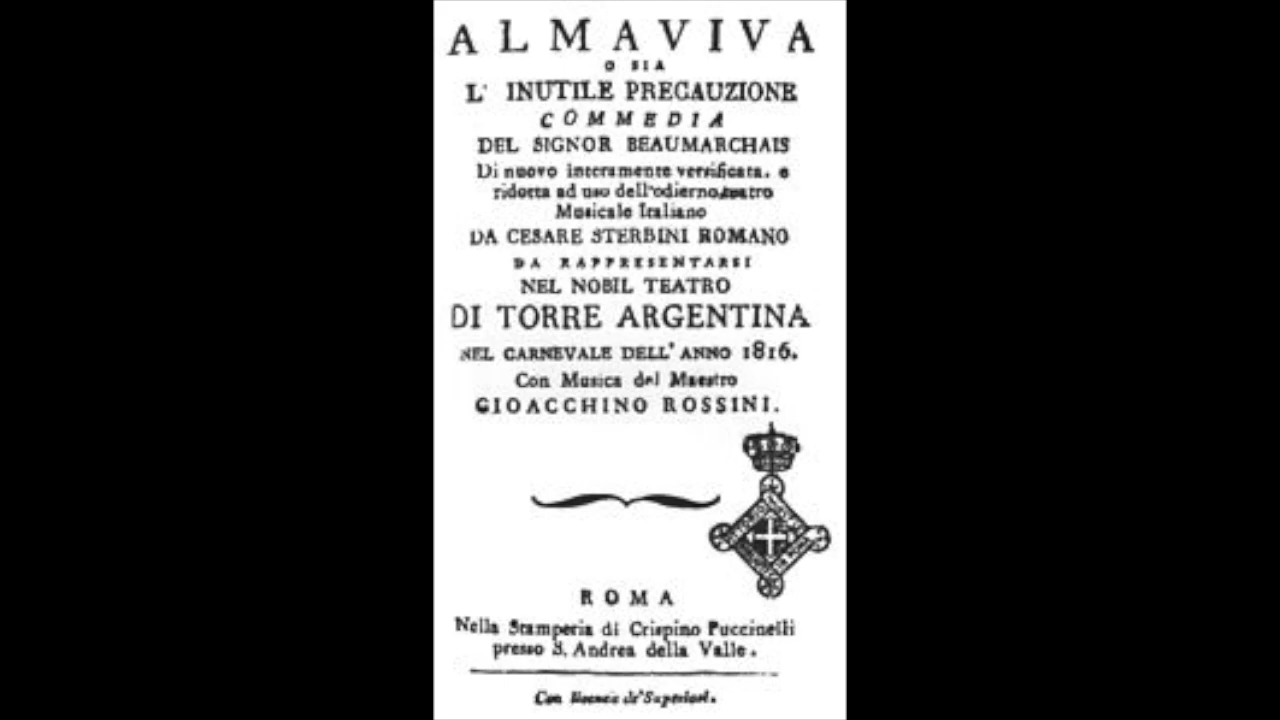 ALMAVIVA
O SIA
L' INUTILE PRECAUZIONE
COMMEDIA
DEL SIGNOR BEAUMARCHAIS
Di nuovo interamente versificata, e
ridotta ad uso dell'odierno teatro
Musicale Italiano
DA CESARE STERBINI ROMANO
DA RAPPRESENTARSI
NEL NOBIL TEATRO
DI TORRE ARGENTINA
NEL CARNEVALE DELL' ANNO 1816.
Con Musica del Maestro
GIOACCHINO ROSSINI.
ROMA
Nella Stamperia di Crispino Puccinelli
presso S. Andrea della Valle.
Con licenza de' Superiori.